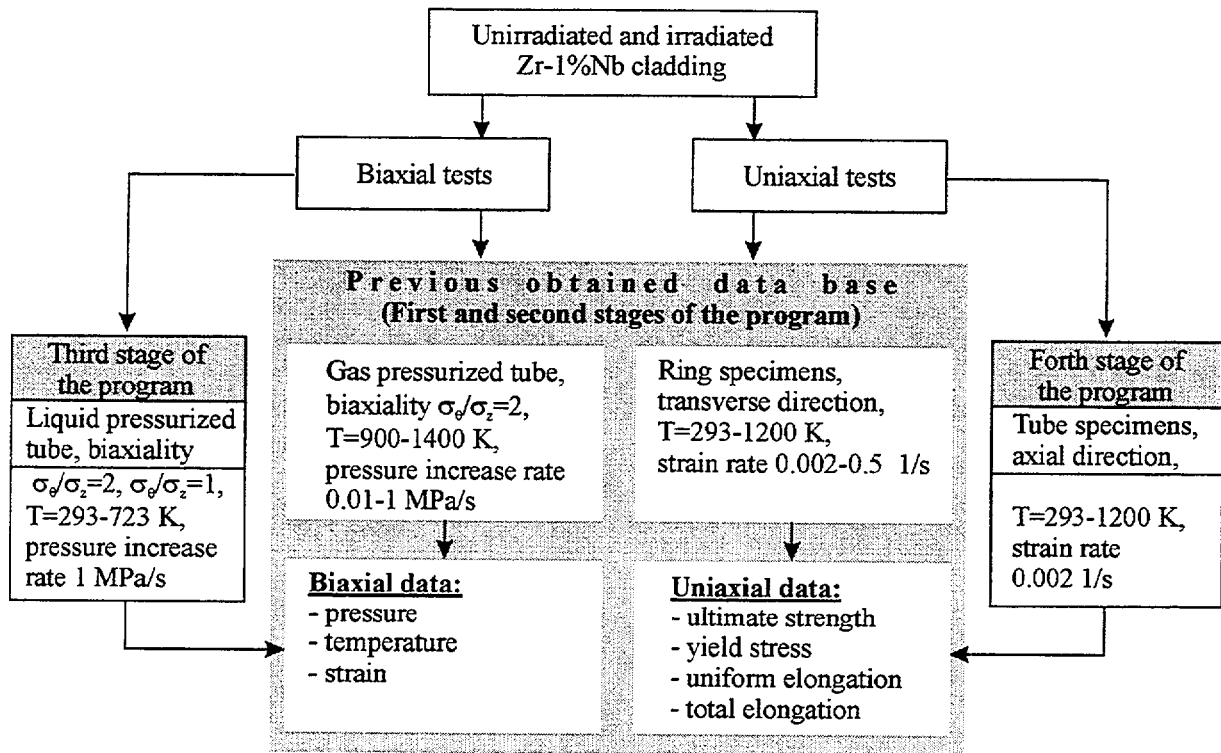 Unirradiated and irradiated
Zr-1%Nb cladding
Biaxial tests
Uniaxial tests
Previous obtained data base
(First and second stages of the program)
Third stage of
the program
Liquid pressurized
tube, biaxiality
σθ/σz=2, σθ/σz=1,
T=293-723 K,
pressure increase
rate 1 MPa/s
Gas pressurized tube,
biaxiality σθ/σz=2,
T=900-1400 K,
pressure increase rate
0.01-1 MPa/s
Ring specimens,
transverse direction,
T=293-1200 K,
strain rate 0.002-0.5 1/s
Forth stage of
the program
Tube specimens,
axial direction,
T=293-1200 K,
strain rate
0.002 1/s
Biaxial data:
- pressure
- temperature
- strain
Uniaxial data:
- ultimate strength
- yield stress
- uniform elongation
- total elongation